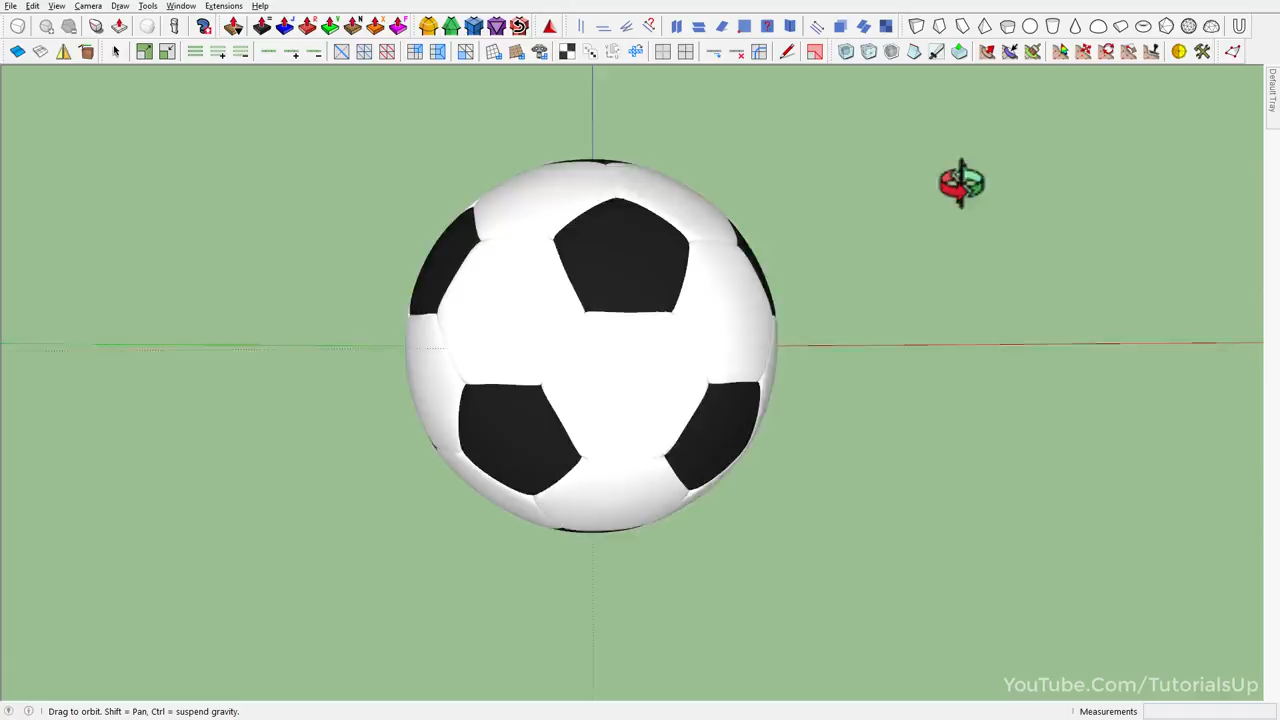 File Edit View Camera Draw Tools Window Extensions Help
Default Tray
YouTube.Com/TutorialsUp
Drag to orbit. Shift = Pan, Ctrl = suspend gravity.
Measurements